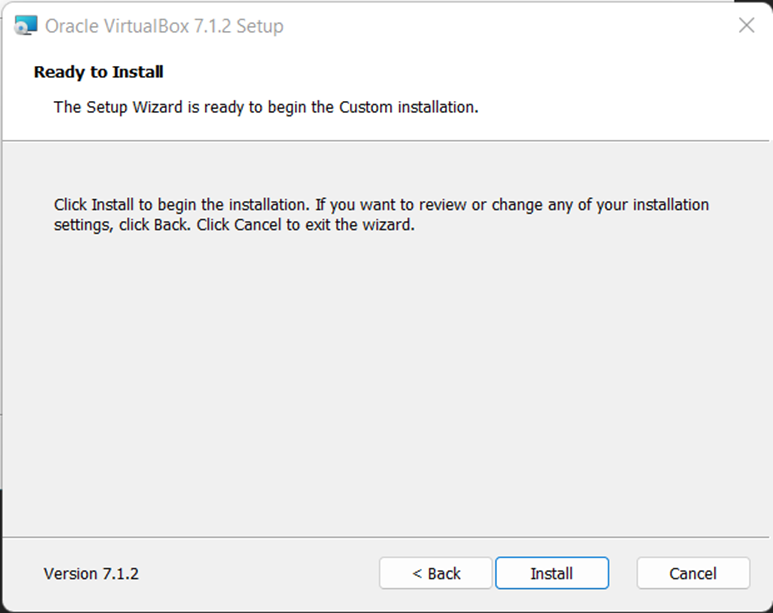 Oracle VirtualBox 7.1.2 Setup
Ready to Install
The Setup Wizard is ready to begin the Custom installation.
Click Install to begin the installation. If you want to review or change any of your installation
settings, click Back. Click Cancel to exit the wizard.
Version 7.1.2
< Back
Install
Cancel